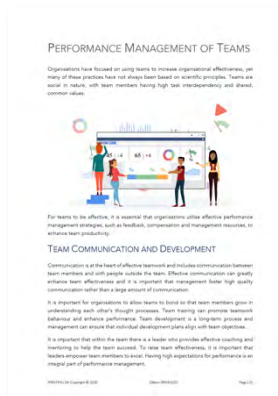 PERFORMANCE MANAGEMENT OF TEAMS
Organisations have focused on using teams to increase organisational effectiveness, yet
many of these practices have not always been based on scientific principles. Teams are
social in nature, with team members having high task interdependency and shared,
common values.
For teams to be effective, it is essential that organisations utilise effective performance
management strategies, such as feedback, compensation and management resources, to
enhance team productivity.
TEAM COMMUNICATION AND DEVELOPMENT
Communication is at the heart of effective teamwork and includes communication between
team members and with people outside the team. Effective communication can greatly
enhance team effectiveness and it is important that management foster high quality
communication rather than a large amount of communication.
It is important for organisations to allow teams to bond so that team members grow in
understanding each other's thought processes. Team training can promote teamwork
behaviour and enhance performance. Team development is a long-term process and
management can ensure that individual development plans align with team objectives.
It is important that within the team there is a leader who provides effective coaching and
mentoring to help the team succeed. To raise team effectiveness, it is important that
leaders empower team members to excel. Having high expectations for performance is an
integral part of performance management.
Copyright © 2020